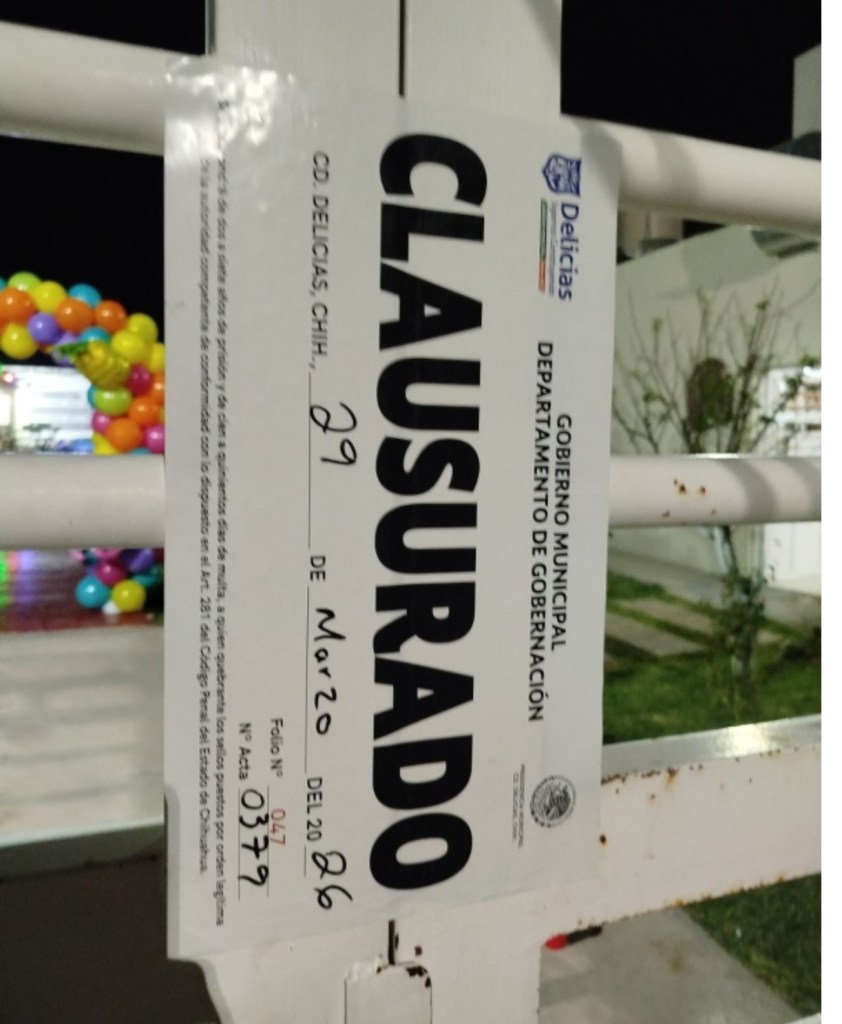 Delicias
GOBIERNO MUNICIPAL
DEPARTAMENTO DE GOBERNACIÓN
CLAUSURADO
CD. DELICIAS, CHIH., 29 DE Marzo DEL 2026
Folio N° 047
N° Acta 0379
de dos a siete años de prisión y de cien a quinientos días de multa, a quien quebrante los sellos puestos por orden legítima
de la autoridad competente de conformidad con lo dispuesto en el Art. 281 del Código Penal del Estado de Chihuahua.